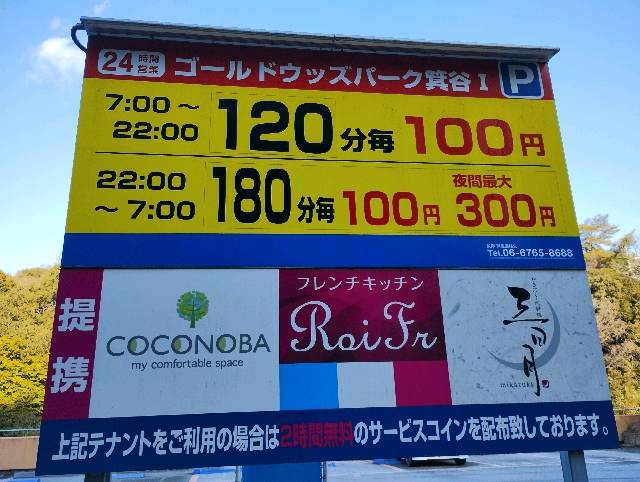 24時間営業 ゴールドウッズパーク箕谷Ⅰ P
7:00～22:00 120分毎 100円
22:00～7:00 180分毎 100円 夜間最大 300円
Tel.06-6765-8688
提携
COCONOBA
my comfortable space
フレンチキッチン
Roi Fr
三日月
mikazuki
上記テナントをご利用の場合は2時間無料のサービスコインを配布致しております。